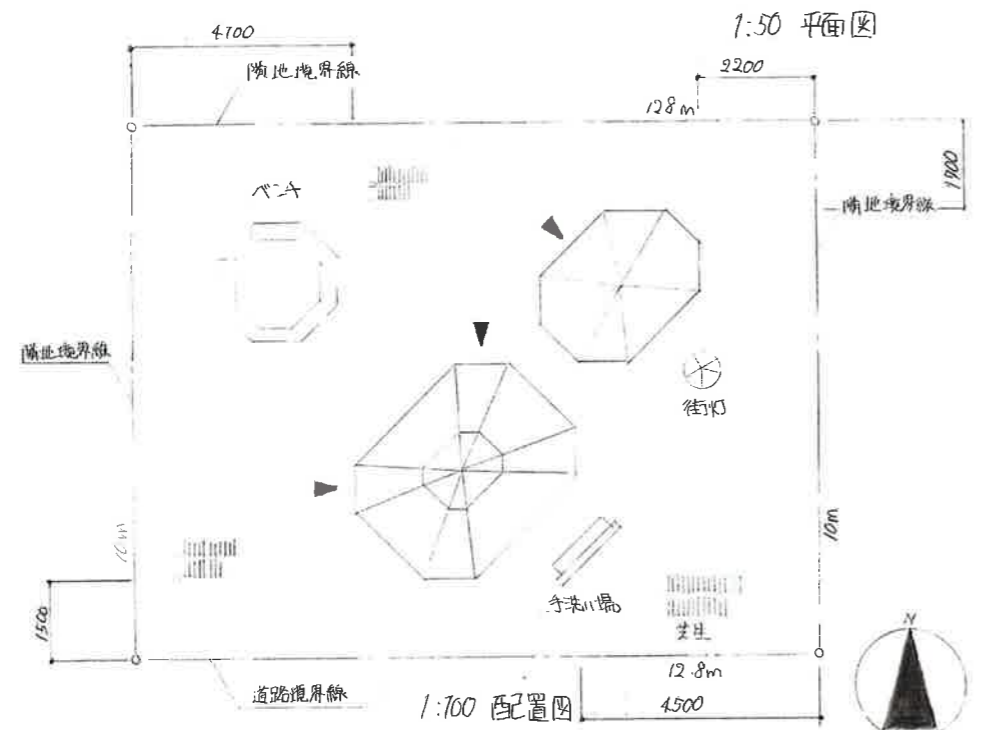 1:50 平面図
4700
隣地境界線
2200
12.8m
1900
ベンチ
隣地境界線
隣地境界線
街灯
10m
10m
1500
手洗い場
芝生
道路境界線
12.8m
1:100 配置図
4500
N